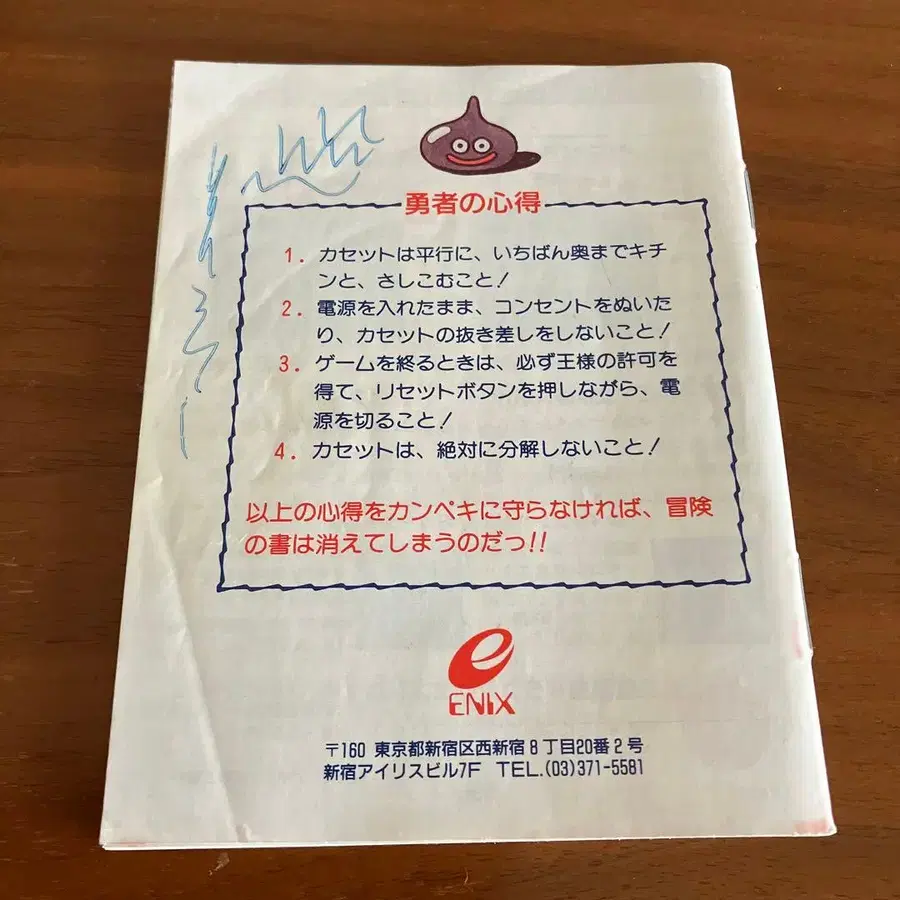 勇者の心得
1. カセットは平行に、いちばん奥までキチ
ンと、さしこむこと!
2. 電源を入れたまま、コンセントをぬいた
り、カセットの抜き差しをしないこと!
3. ゲームを終るときは、必ず王様の許可を
得て、リセットボタンを押しながら、電
源を切ること!
4. カセットは、絶対に分解しないこと!
以上の心得をカンペキに守らなければ、冒険
の書は消えてしまうのだっ!!
ENIX
〒160 東京都新宿区西新宿8丁目20番2号
新宿アイリスビル7F TEL.(03)371-5581